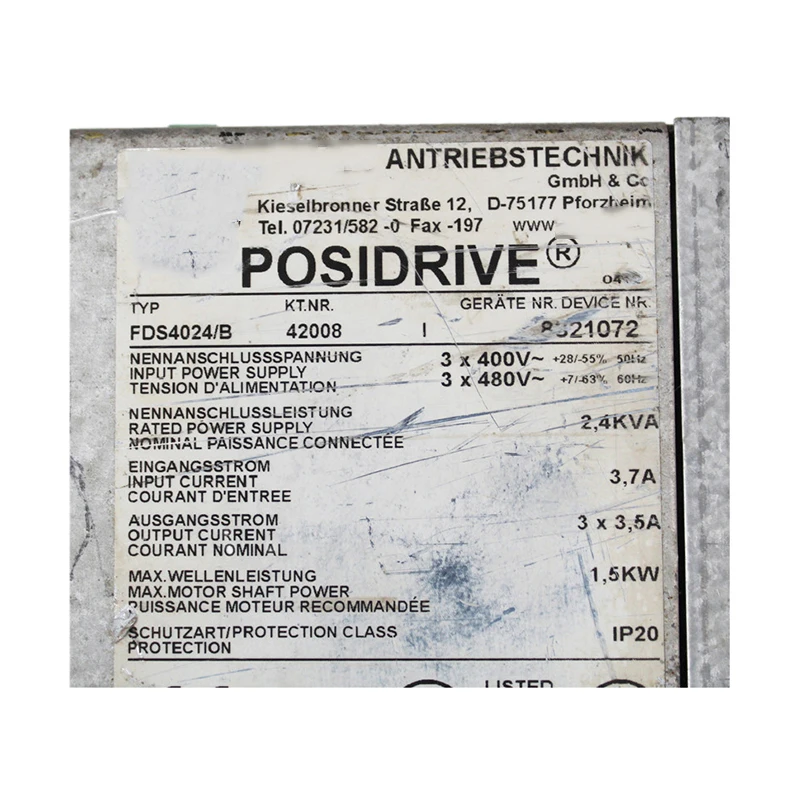 ANTRIEBSTECHNIK
GmbH & Co
Kieselbronner Straße 12, D-75177 Pforzheim
Tel. 07231/582 -0 Fax -197 www
POSIDRIVE®
TYP KT.NR. GERÄTE NR. DEVICE NR.
FDS4024/B 42008 I
NENNANSCHLUSSSPANNUNG 3 x 400V~ +28/-55% 50Hz
INPUT POWER SUPPLY 3 x 480V~ +7/-63% 60Hz
TENSION D'ALIMENTATION
NENNANSCHLUSSLEISTUNG
RATED POWER SUPPLY 2,4KVA
NOMINAL PAISSANCE CONNECTÉE
EINGANGSSTROM
INPUT CURRENT 3,7A
COURANT D'ENTREE
AUSGANGSSTROM 3 x 3,5A
OUTPUT CURRENT
COURANT NOMINAL
MAX.WELLENLEISTUNG 1,5KW
MAX.MOTOR SHAFT POWER
PUISSANCE MOTEUR RECOMMANDÉE
SCHUTZART/PROTECTION CLASS IP20
PROTECTION
LISTED